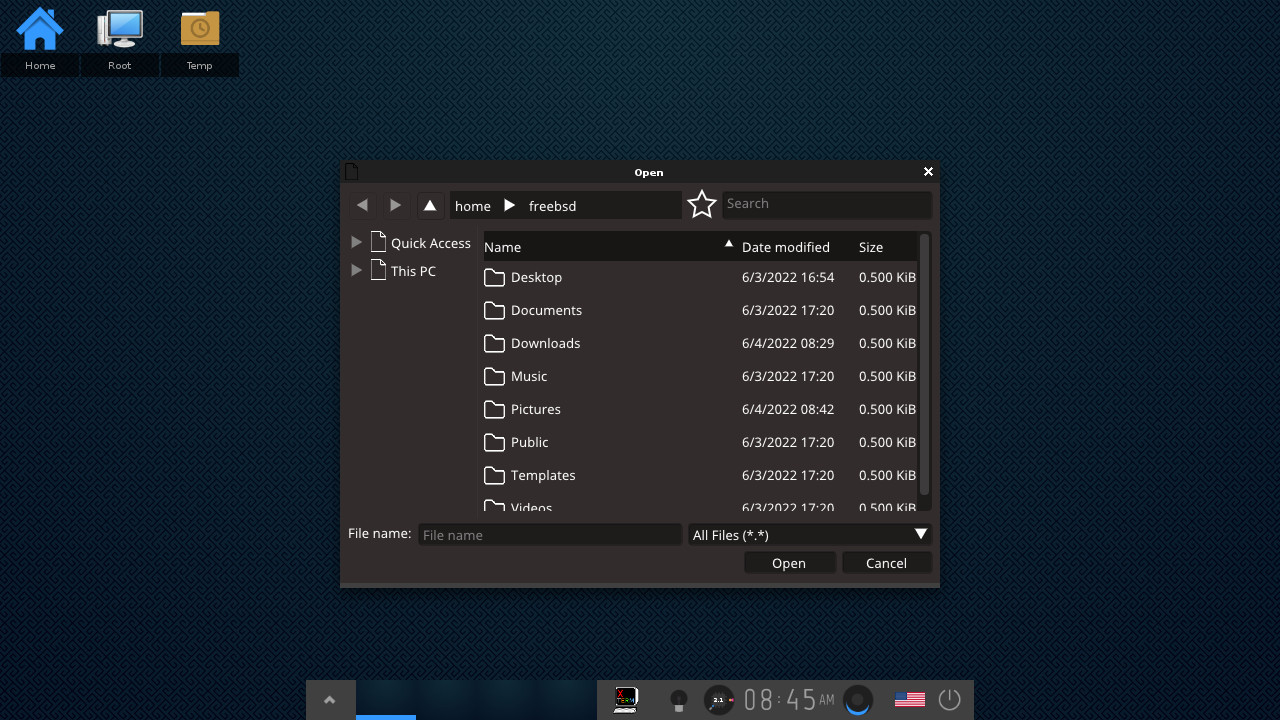 Home Root Temp
Open
home freebsd Search
Quick Access
This PC
Name Date modified Size
Desktop 6/3/2022 16:54 0.500 KiB
Documents 6/3/2022 17:20 0.500 KiB
Downloads 6/4/2022 08:29 0.500 KiB
Music 6/3/2022 17:20 0.500 KiB
Pictures 6/4/2022 08:42 0.500 KiB
Public 6/3/2022 17:20 0.500 KiB
Templates 6/3/2022 17:20 0.500 KiB
Videos 6/3/2022 17:20 0.500 KiB
File name: File name All Files (*.*)
Open Cancel
X TERM 2.1 08:45 AM